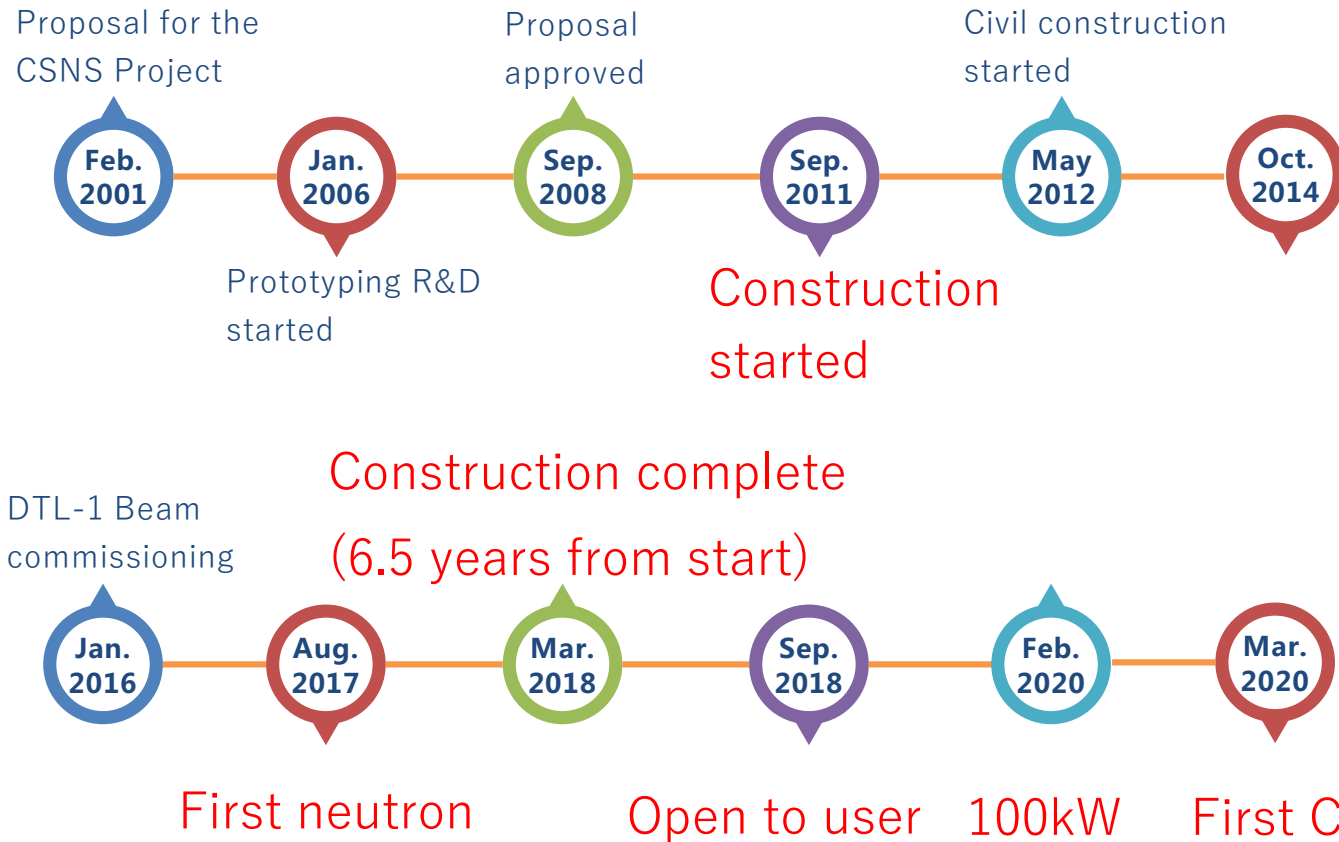 Proposal for the
CSNS Project
Proposal
approved
Civil construction
started
Feb.
2001
Jan.
2006
Sep.
2008
Sep.
2011
May
2012
Oct.
2014
Prototyping R&D
started
Construction
started
Construction complete
(6.5 years from start)
DTL-1 Beam
commissioning
Jan.
2016
Aug.
2017
Mar.
2018
Sep.
2018
Feb.
2020
Mar.
2020
First neutron
Open to user
100kW
First C